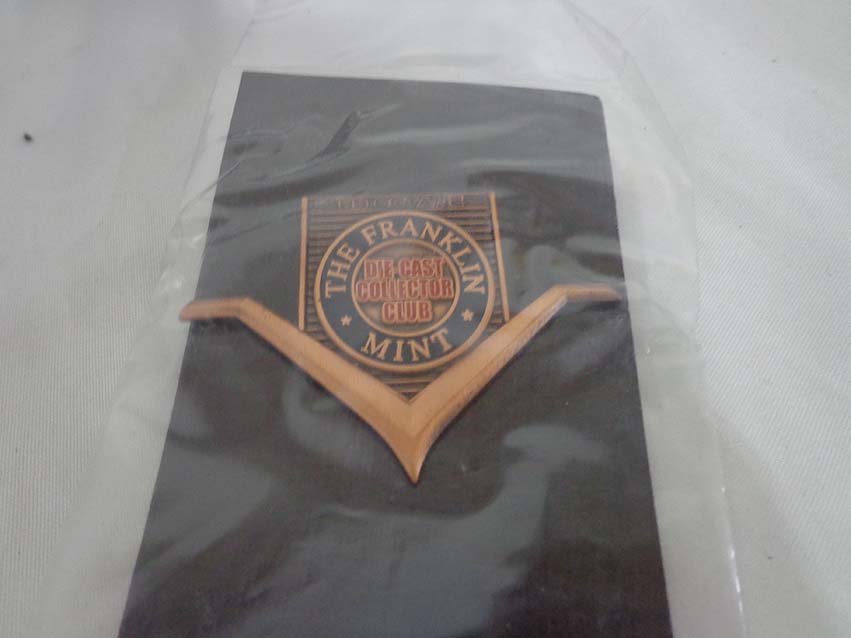 THE FRANKLIN
MINT
DIE-CAST
COLLECTOR
CLUB